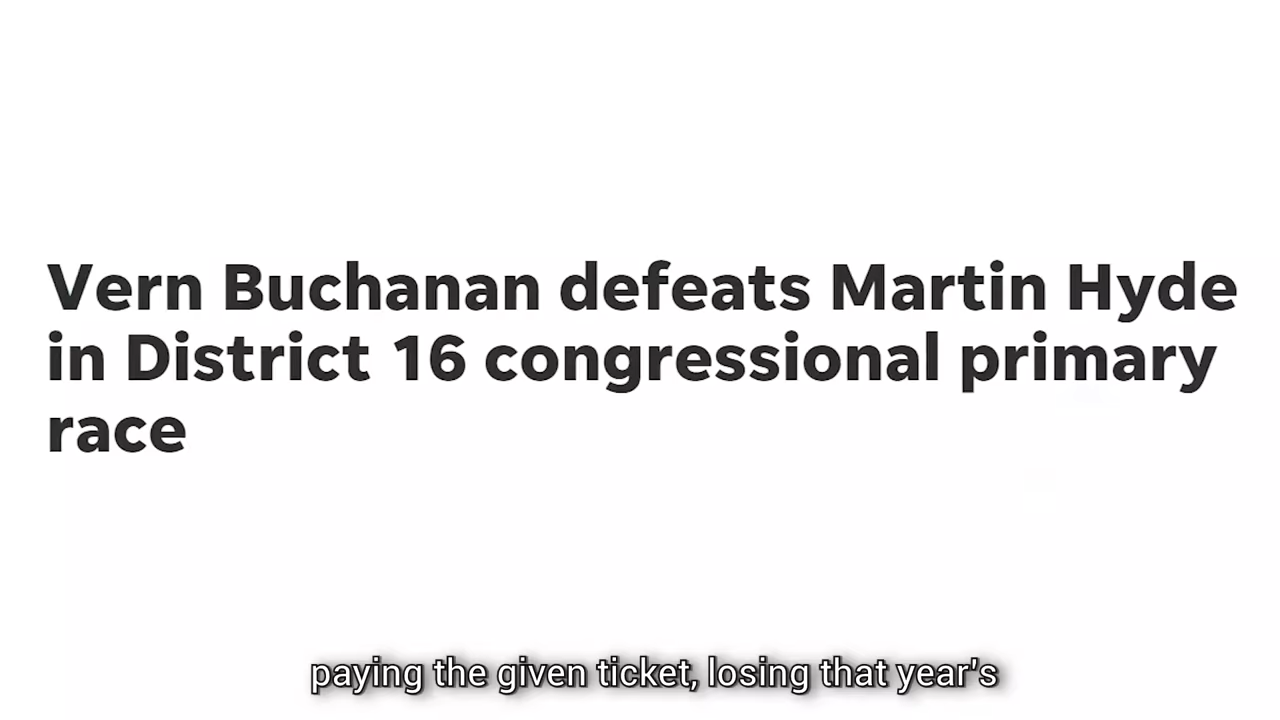 Vern Buchanan defeats Martin Hyde
in District 16 congressional primary
race
paying the given ticket, losing that year's